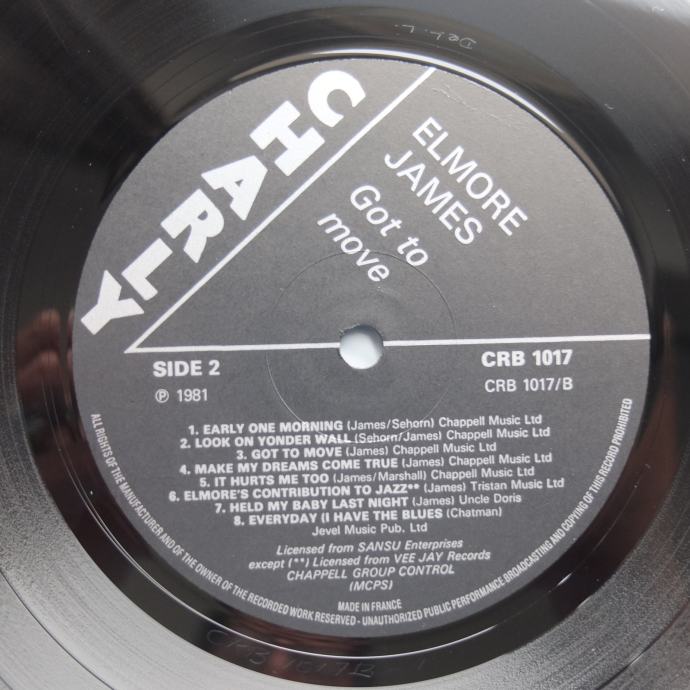 CHARLY
ELMORE
JAMES
Got to
move
SIDE 2
℗ 1981
CRB 1017
CRB 1017/B
1. EARLY ONE MORNING (James/Sehorn) Chappell Music Ltd
2. LOOK ON YONDER WALL (Sehorn/James) Chappell Music Ltd
3. GOT TO MOVE (James) Chappell Music Ltd
4. MAKE MY DREAMS COME TRUE (James) Chappell Music Ltd
5. IT HURTS ME TOO (James/Marshall) Chappell Music Ltd
6. ELMORE'S CONTRIBUTION TO JAZZ** (James) Tristan Music Ltd
7. HELD MY BABY LAST NIGHT (James) Uncle Doris
8. EVERYDAY (I HAVE THE BLUES (Chatman)
Jevel Music Pub. Ltd
Licensed from SANSU Enterprises
except (**) Licensed from VEE JAY Records
CHAPPELL GROUP CONTROL
(MCPS)
MADE IN FRANCE
ALL RIGHTS OF THE MANUFACTURER AND OF THE OWNER OF THE RECORDED WORK RESERVED - UNAUTHORIZED PUBLIC PERFORMANCE BROADCASTING AND COPYING OF THIS RECORD PROHIBITED